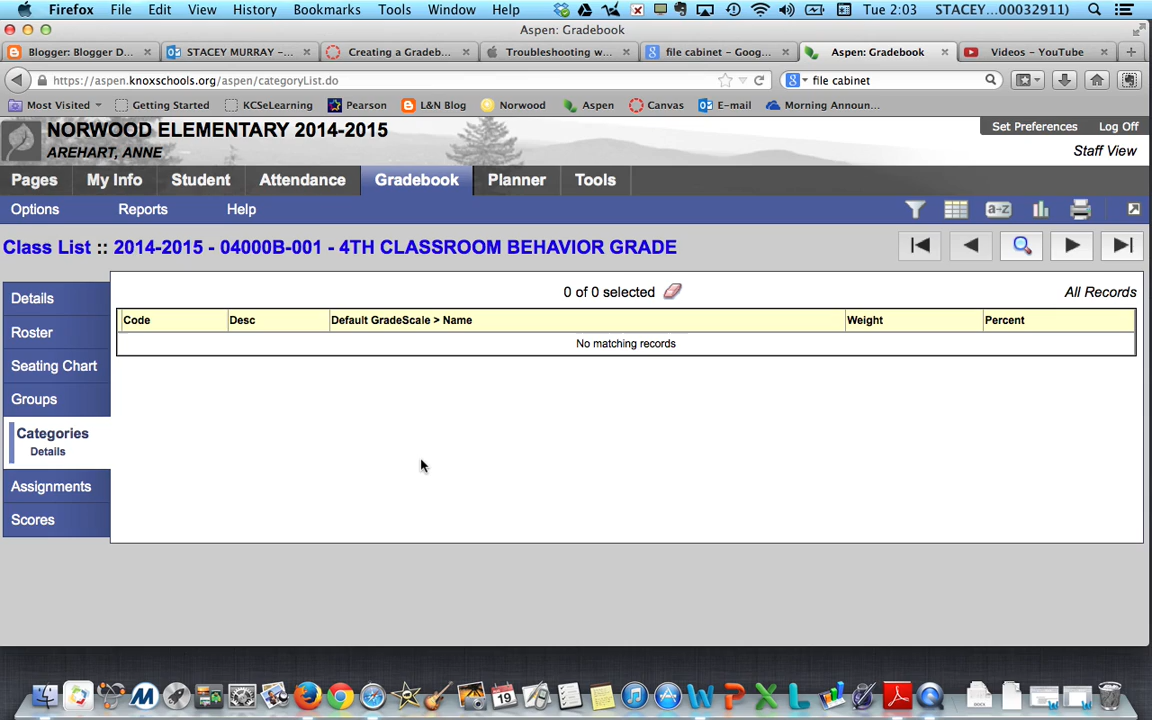 Firefox File Edit View History Bookmarks Tools Window Help Tue 2:03 STACEY...00032911)
Aspen: Gradebook
Blogger: Blogger D... STACEY MURRAY -... Creating a Gradeb... Troubleshooting w... file cabinet - Goog... Aspen: Gradebook Videos - YouTube
https://aspen.knoxschools.org/aspen/categoryList.do file cabinet
Most Visited Getting Started KCSeLearning Pearson L&N Blog Norwood Aspen Canvas E-mail Morning Announ...
NORWOOD ELEMENTARY 2014-2015 Set Preferences Log Off
AREHART, ANNE Staff View
Pages My Info Student Attendance Gradebook Planner Tools
Options Reports Help a-z
Class List :: 2014-2015 - 04000B-001 - 4TH CLASSROOM BEHAVIOR GRADE
Details
Roster
Seating Chart
Groups
Categories
Details
Assignments
Scores
0 of 0 selected All Records
Code Desc Default GradeScale > Name Weight Percent
No matching records
19